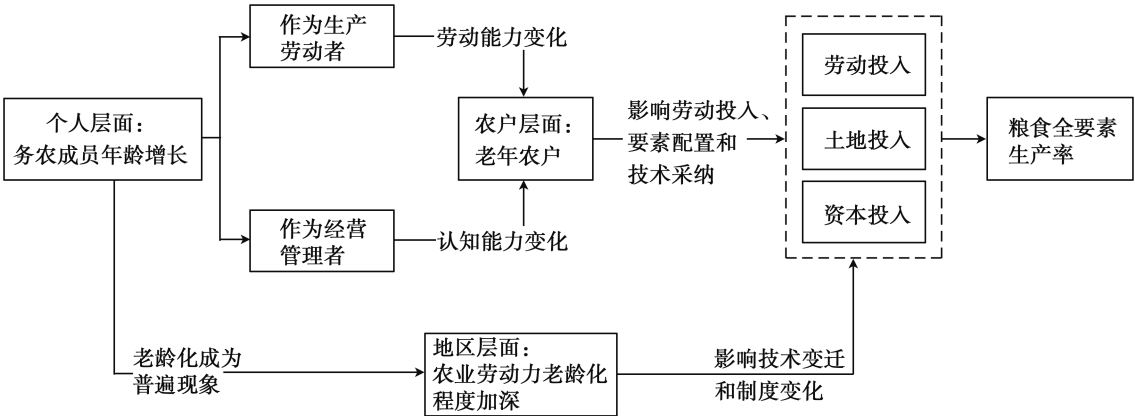 个人层面：
务农成员年龄增长
作为生产
劳动者
劳动能力变化
作为经营
管理者
认知能力变化
农户层面：
老年农户
影响劳动投入、
要素配置和
技术采纳
劳动投入
土地投入
资本投入
粮食全要素
生产率
老龄化成为
普遍现象
地区层面：
农业劳动力老龄化
程度加深
影响技术变迁
和制度变化